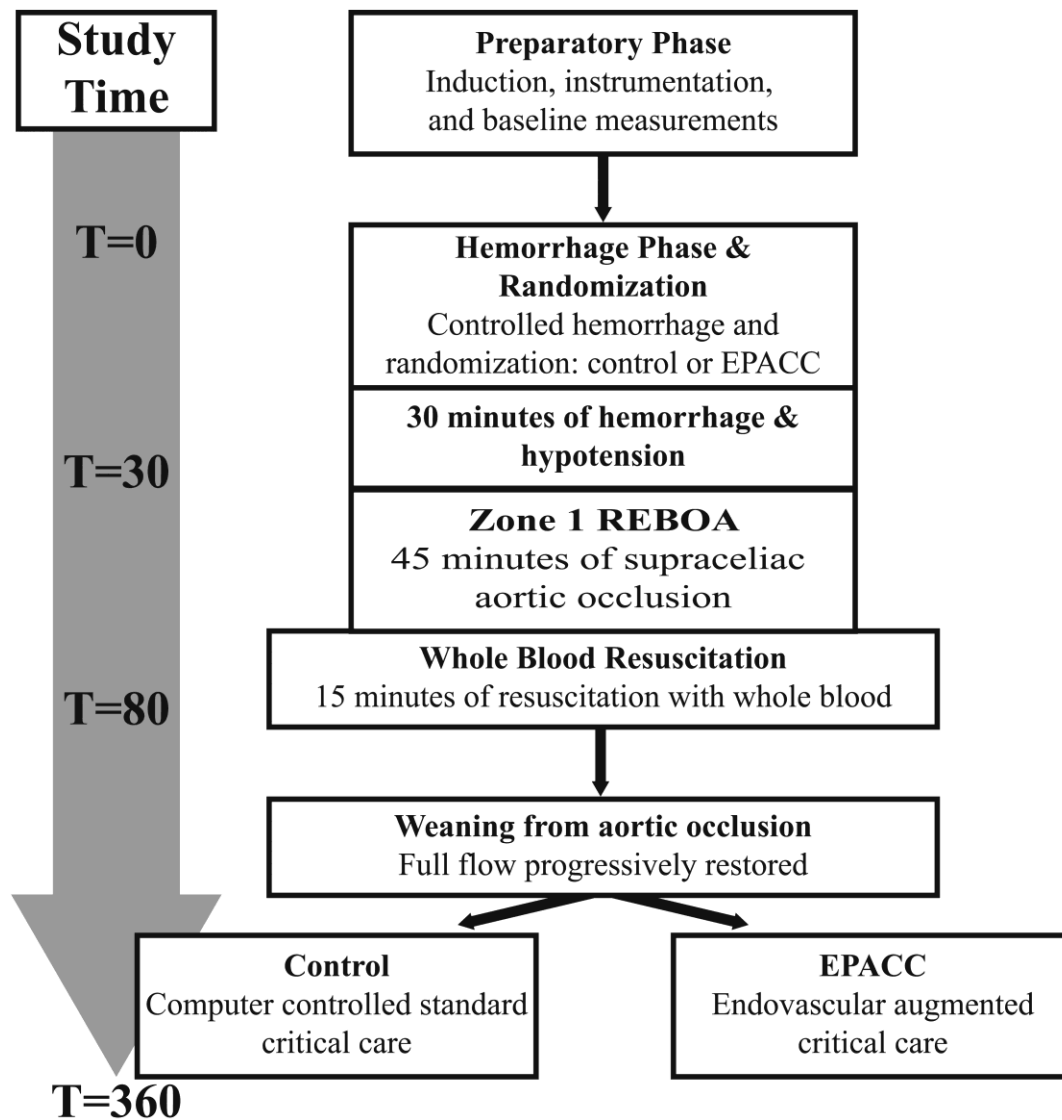 Study
Time
Preparatory Phase
Induction, instrumentation,
and baseline measurements
T=0
Hemorrhage Phase &
Randomization
Controlled hemorrhage and
randomization: control or EPACC
30 minutes of hemorrhage &
hypotension
T=30
Zone 1 REBOA
45 minutes of supraceliac
aortic occlusion
Whole Blood Resuscitation
15 minutes of resuscitation with whole blood
T=80
Weaning from aortic occlusion
Full flow progressively restored
Control
Computer controlled standard
critical care
EPACC
Endovascular augmented
critical care
T=360